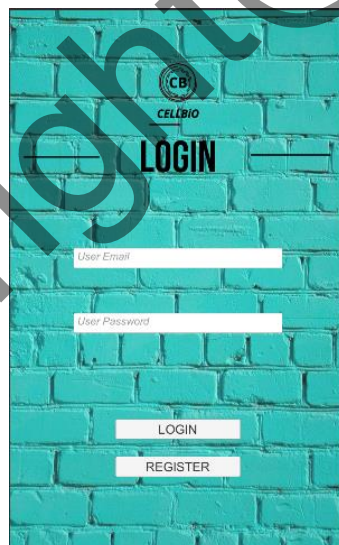 CB
CELLBIO
LOGIN
User Email
User Password
LOGIN
REGISTER